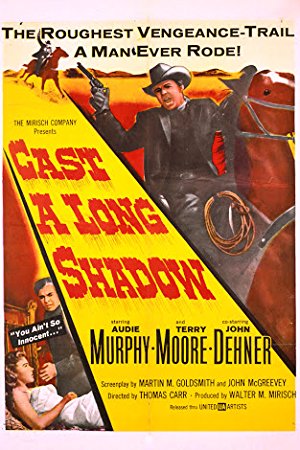 THE ROUGHEST VENGEANCE-TRAIL
A MAN EVER RODE!
THE MIRISCH COMPANY
Presents
CAST
A LONG
SHADOW
"You Ain't So
Innocent..."
starring and co-starring
AUDIE TERRY JOHN
MURPHY-MOORE-DEHNER
Screenplay by MARTIN M. GOLDSMITH and JOHN McGREEVEY
Directed by THOMAS CARR • Produced by WALTER M. MIRISCH
Released thru UNITED UA ARTISTS